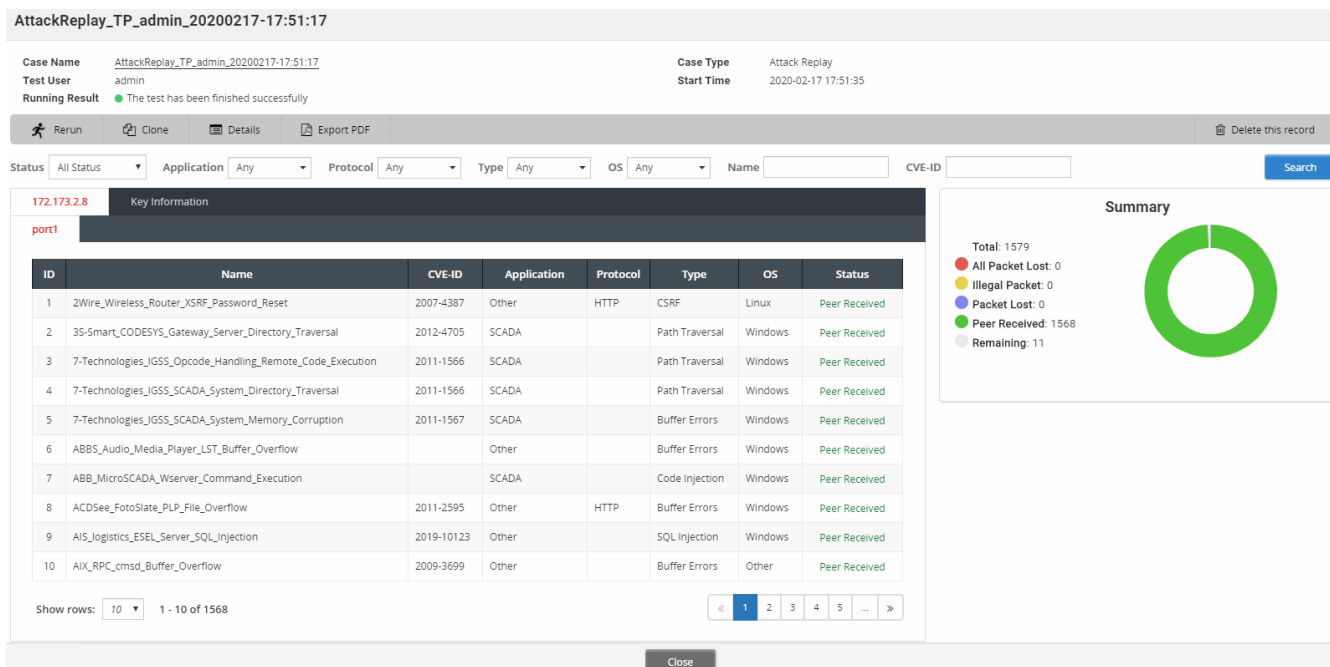 AttackReplay_TP_admin_20200217-17:51:17
Case Name AttackReplay_TP_admin_20200217-17:51:17 Case Type Attack Replay
Test User admin Start Time 2020-02-17 17:51:35
Running Result The test has been finished successfully
Rerun Clone Details Export PDF Delete this record
Status All Status Application Any Protocol Any Type Any OS Any Name CVE-ID Search
172.173.2.8 Key Information
port1
ID Name CVE-ID Application Protocol Type OS Status
1 2Wire_Wireless_Router_XSRF_Password_Reset 2007-4387 Other HTTP CSRF Linux Peer Received
2 3S-Smart_CODESYS_Gateway_Server_Directory_Traversal 2012-4705 SCADA Path Traversal Windows Peer Received
3 7-Technologies_IGSS_Opcode_Handling_Remote_Code_Execution 2011-1566 SCADA Path Traversal Windows Peer Received
4 7-Technologies_IGSS_SCADA_System_Directory_Traversal 2011-1566 SCADA Path Traversal Windows Peer Received
5 7-Technologies_IGSS_SCADA_System_Memory_Corruption 2011-1567 SCADA Buffer Errors Windows Peer Received
6 ABBS_Audio_Media_Player_LST_Buffer_Overflow Other Buffer Errors Windows Peer Received
7 ABB_MicroSCADA_Wserver_Command_Execution SCADA Code Injection Windows Peer Received
8 ACDSee_FotoSlate_PLP_File_Overflow 2011-2595 Other HTTP Buffer Errors Windows Peer Received
9 AIS_logistics_ESEL_Server_SQL_Injection 2019-10123 Other SQL Injection Windows Peer Received
10 AIX_RPC_cmsd_Buffer_Overflow 2009-3699 Other Buffer Errors Other Peer Received
Show rows: 10 1 - 10 of 1568 « 1 2 3 4 5 ... »
Summary
Total: 1579
All Packet Lost: 0
Illegal Packet: 0
Packet Lost: 0
Peer Received: 1568
Remaining: 11
Close